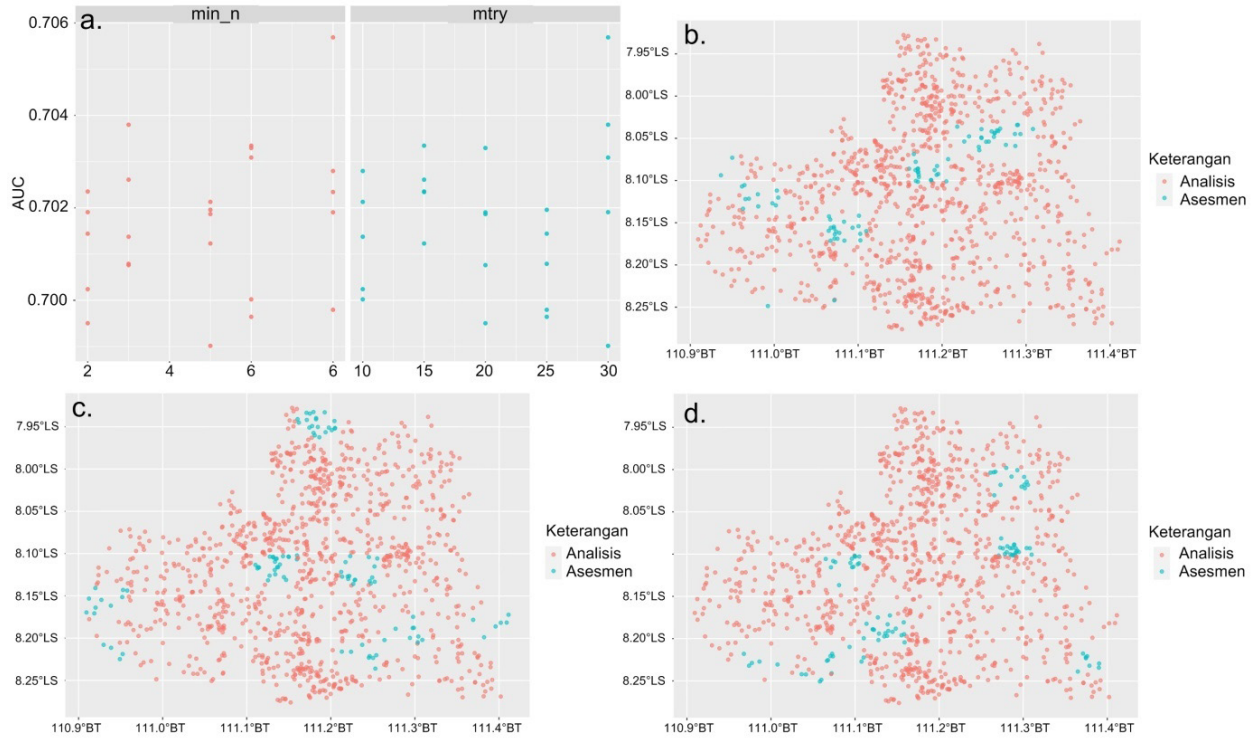 a.
min_n
mtry
0.706
0.704
0.702
0.700
AUC
2
4
6
6
10
15
20
25
30
b.
7.95°LS
8.00°LS
8.05°LS
8.10°LS
8.15°LS
8.20°LS
8.25°LS
110.9°BT
111.0°BT
111.1°BT
111.2°BT
111.3°BT
111.4°BT
Keterangan
Analisis
Asesmen
c.
7.95°LS
8.00°LS
8.05°LS
8.10°LS
8.15°LS
8.20°LS
8.25°LS
110.9°BT
111.0°BT
111.1°BT
111.2°BT
111.3°BT
111.4°BT
Keterangan
Analisis
Asesmen
d.
7.95°LS
8.00°LS
8.05°LS
8.10°LS
8.15°LS
8.20°LS
8.25°LS
110.9°BT
111.0°BT
111.1°BT
111.2°BT
111.3°BT
111.4°BT
Keterangan
Analisis
Asesmen